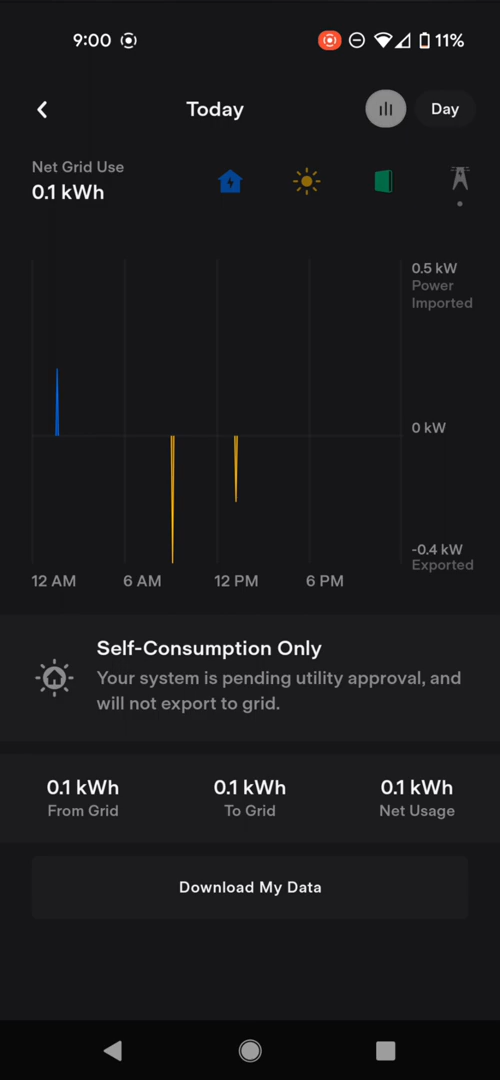 9:00 11%
Today Day
Net Grid Use
0.1 kWh
0.5 kW
Power
Imported
0 kW
-0.4 kW
Exported
12 AM 6 AM 12 PM 6 PM
Self-Consumption Only
Your system is pending utility approval, and
will not export to grid.
0.1 kWh 0.1 kWh 0.1 kWh
From Grid To Grid Net Usage
Download My Data